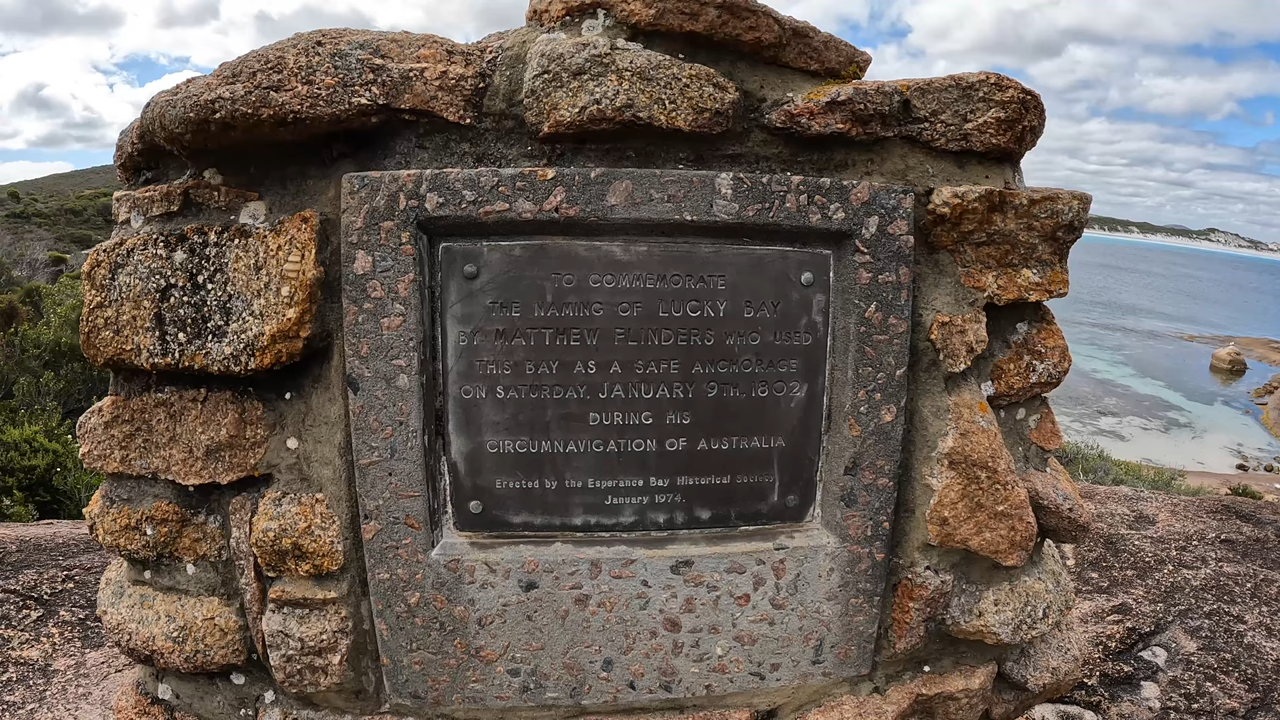 TO COMMEMORATE
THE NAMING OF LUCKY BAY
BY MATTHEW FLINDERS WHO USED
THIS BAY AS A SAFE ANCHORAGE
ON SATURDAY, JANUARY 9TH, 1802,
DURING HIS
CIRCUMNAVIGATION OF AUSTRALIA
Erected by the Esperance Bay Historical Society
January 1974.